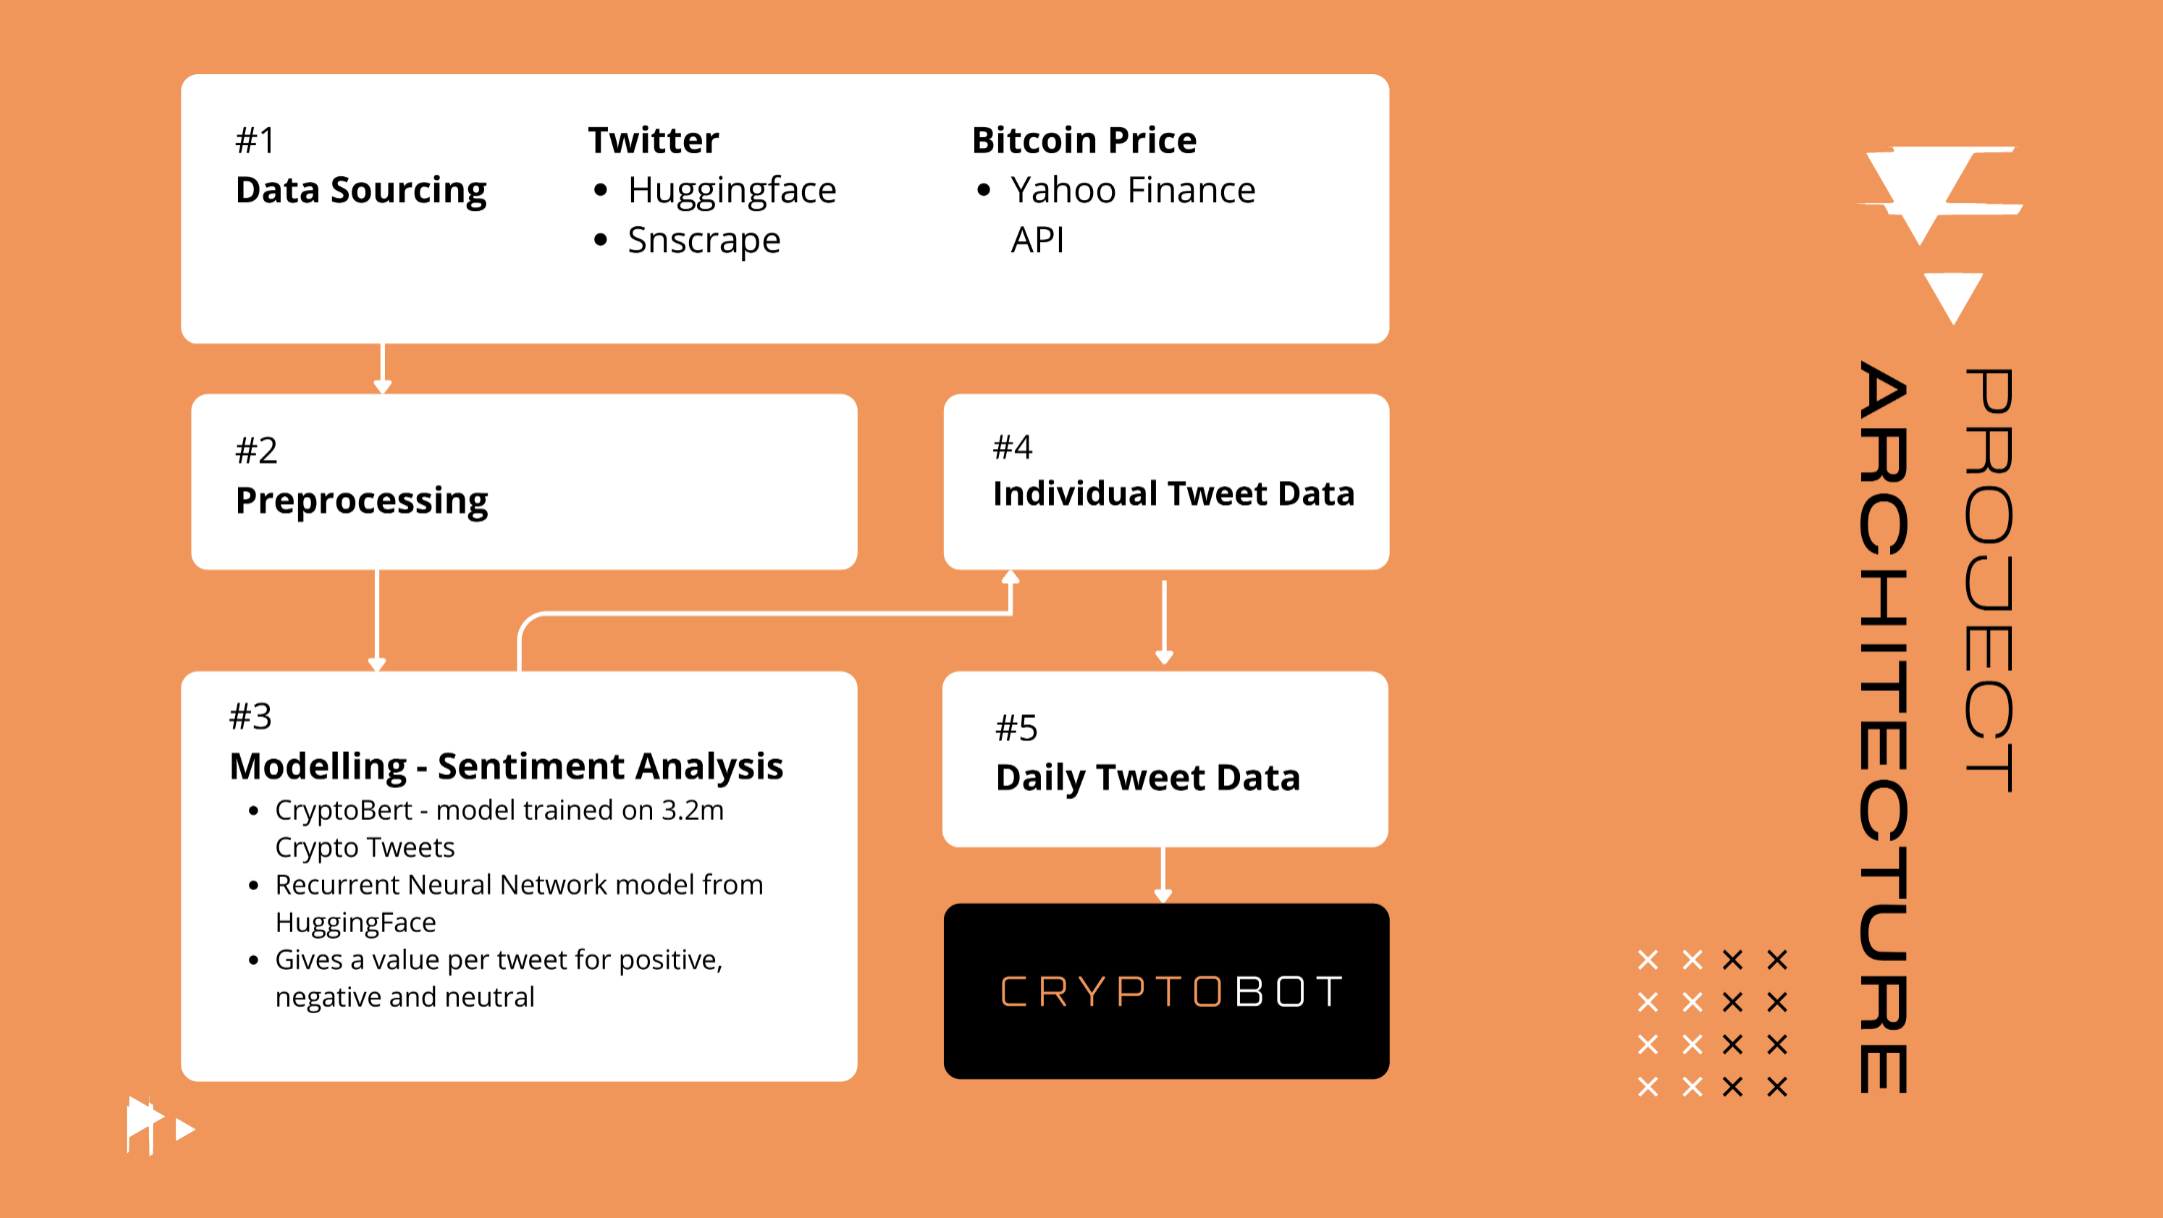 #1
Data Sourcing
Twitter
• Huggingface
• Snscrape
Bitcoin Price
• Yahoo Finance
API
#2
Preprocessing
#3
Modelling - Sentiment Analysis
• CryptoBert - model trained on 3.2m
Crypto Tweets
• Recurrent Neural Network model from
HuggingFace
• Gives a value per tweet for positive,
negative and neutral
#4
Individual Tweet Data
#5
Daily Tweet Data
CRYPTOBOT
PROJECT
ARCHITECTURE